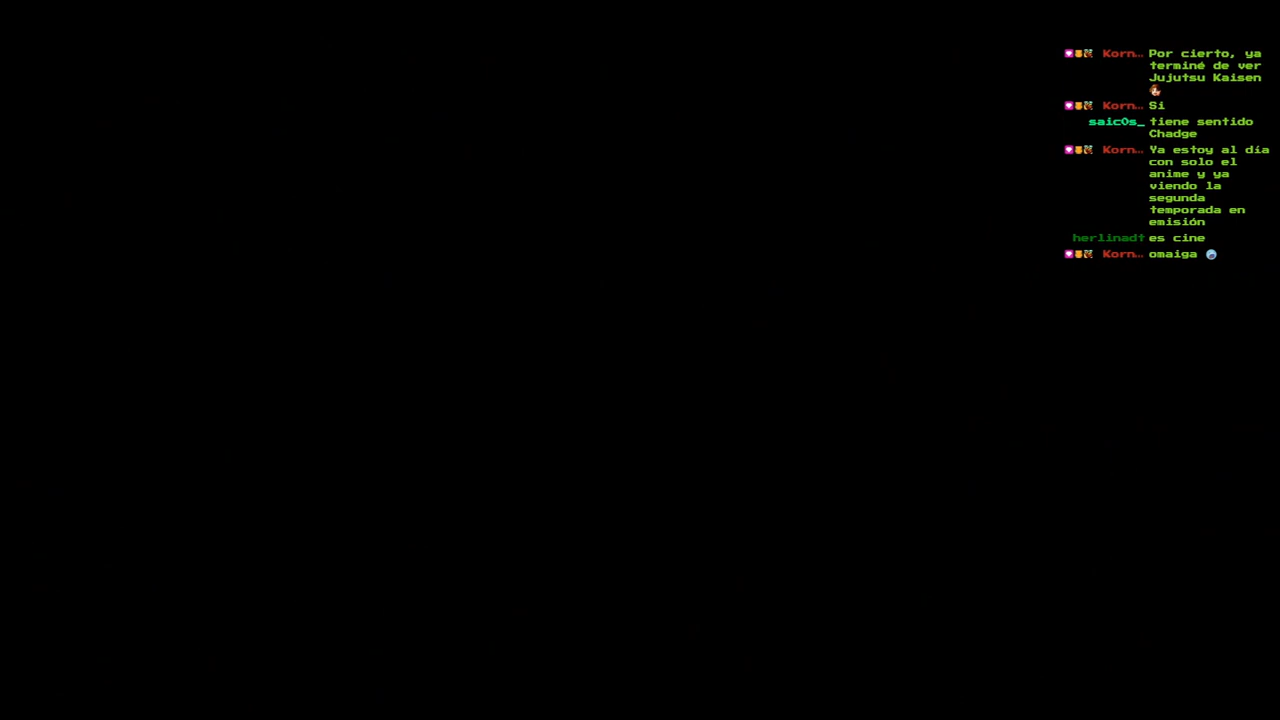 Korn… Por cierto, ya
terminé de ver
Jujutsu Kaisen
Korn… Si
saic0s_ tiene sentido
Chadge
Korn… Ya estoy al día
con solo el
anime y ya
viendo la
segunda
temporada en
emisión
herlinadt es cine
Korn… omaiga